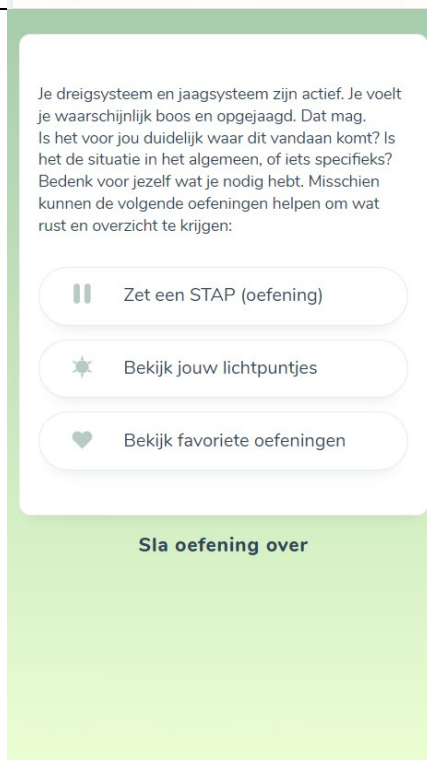 Je dreigsysteem en jaagsysteem zijn actief. Je voelt
je waarschijnlijk boos en opgejaagd. Dat mag.
Is het voor jou duidelijk waar dit vandaan komt? Is
het de situatie in het algemeen, of iets specifieks?
Bedenk voor jezelf wat je nodig hebt. Misschien
kunnen de volgende oefeningen helpen om wat
rust en overzicht te krijgen:
Zet een STAP (oefening)
Bekijk jouw lichtpuntjes
Bekijk favoriete oefeningen
Sla oefening over